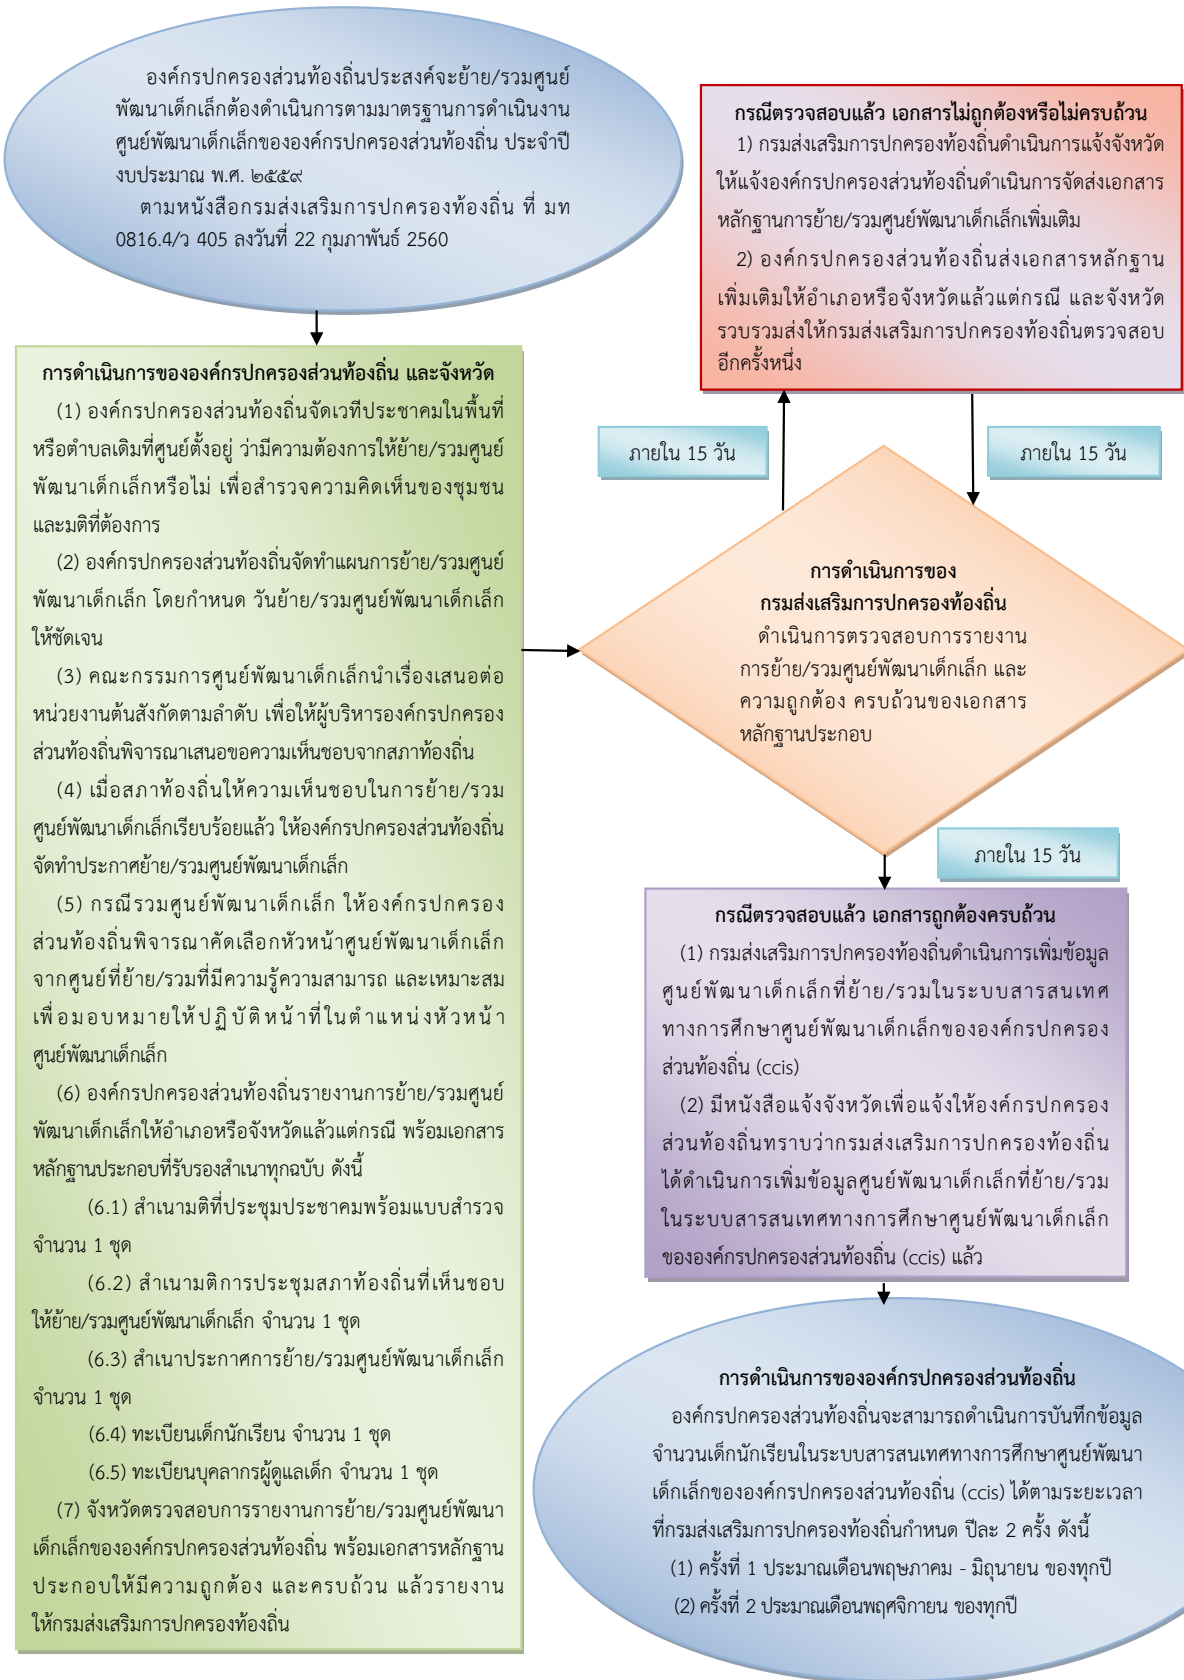 องค์กรปกครองส่วนท้องถิ่นประสงค์จะย้าย/รวมศูนย์
พัฒนาเด็กเล็กต้องดำเนินการตามมาตรฐานการดำเนินงาน
ศูนย์พัฒนาเด็กเล็กขององค์กรปกครองส่วนท้องถิ่น ประจำปี
งบประมาณ พ.ศ. ๒๕๕๙
ตามหนังสือกรมส่งเสริมการปกครองท้องถิ่น ที่ มท
0816.4/ว 405 ลงวันที่ 22 กุมภาพันธ์ 2560
การดำเนินการขององค์กรปกครองส่วนท้องถิ่น และจังหวัด
(1) องค์กรปกครองส่วนท้องถิ่นจัดเวทีประชาคมในพื้นที่
หรือตำบลเดิมที่ศูนย์ตั้งอยู่ ว่ามีความต้องการให้ย้าย/รวมศูนย์
พัฒนาเด็กเล็กหรือไม่ เพื่อสำรวจความคิดเห็นของชุมชน
และมติที่ต้องการ
(2) องค์กรปกครองส่วนท้องถิ่นจัดทำแผนการย้าย/รวมศูนย์
พัฒนาเด็กเล็ก โดยกำหนด วันย้าย/รวมศูนย์พัฒนาเด็กเล็ก
ให้ชัดเจน
(3) คณะกรรมการศูนย์พัฒนาเด็กเล็กนำเรื่องเสนอต่อ
หน่วยงานต้นสังกัดตามลำดับ เพื่อให้ผู้บริหารองค์กรปกครอง
ส่วนท้องถิ่นพิจารณาเสนอขอความเห็นชอบจากสภาท้องถิ่น
(4) เมื่อสภาท้องถิ่นให้ความเห็นชอบในการย้าย/รวม
ศูนย์พัฒนาเด็กเล็กเรียบร้อยแล้ว ให้องค์กรปกครองส่วนท้องถิ่น
จัดทำประกาศย้าย/รวมศูนย์พัฒนาเด็กเล็ก
(5) กรณีรวมศูนย์พัฒนาเด็กเล็ก ให้องค์กรปกครอง
ส่วนท้องถิ่นพิจารณาคัดเลือกหัวหน้าศูนย์พัฒนาเด็กเล็ก
จากศูนย์ที่ย้าย/รวมที่มีความรู้ความสามารถ และเหมาะสม
เพื่อมอบหมายให้ปฏิบัติหน้าที่ในตำแหน่งหัวหน้า
ศูนย์พัฒนาเด็กเล็ก
(6) องค์กรปกครองส่วนท้องถิ่นรายงานการย้าย/รวมศูนย์
พัฒนาเด็กเล็กให้อำเภอหรือจังหวัดแล้วแต่กรณี พร้อมเอกสาร
หลักฐานประกอบที่รับรองสำเนาทุกฉบับ ดังนี้
(6.1) สำเนามติที่ประชุมประชาคมพร้อมแบบสำรวจ
จำนวน 1 ชุด
(6.2) สำเนามติการประชุมสภาท้องถิ่นที่เห็นชอบ
ให้ย้าย/รวมศูนย์พัฒนาเด็กเล็ก จำนวน 1 ชุด
(6.3) สำเนาประกาศการย้าย/รวมศูนย์พัฒนาเด็กเล็ก
จำนวน 1 ชุด
(6.4) ทะเบียนเด็กนักเรียน จำนวน 1 ชุด
(6.5) ทะเบียนบุคลากรผู้ดูแลเด็ก จำนวน 1 ชุด
(7) จังหวัดตรวจสอบการรายงานการย้าย/รวมศูนย์พัฒนา
เด็กเล็กขององค์กรปกครองส่วนท้องถิ่น พร้อมเอกสารหลักฐาน
ประกอบให้มีความถูกต้อง และครบถ้วน แล้วรายงาน
ให้กรมส่งเสริมการปกครองท้องถิ่น
กรณีตรวจสอบแล้ว เอกสารไม่ถูกต้องหรือไม่ครบถ้วน
1) กรมส่งเสริมการปกครองท้องถิ่นดำเนินการแจ้งจังหวัด
ให้แจ้งองค์กรปกครองส่วนท้องถิ่นดำเนินการจัดส่งเอกสาร
หลักฐานการย้าย/รวมศูนย์พัฒนาเด็กเล็กเพิ่มเติม
2) องค์กรปกครองส่วนท้องถิ่นส่งเอกสารหลักฐาน
เพิ่มเติมให้อำเภอหรือจังหวัดแล้วแต่กรณี และจังหวัด
รวบรวมส่งให้กรมส่งเสริมการปกครองท้องถิ่นตรวจสอบ
อีกครั้งหนึ่ง
ภายใน 15 วัน
ภายใน 15 วัน
การดำเนินการของ
กรมส่งเสริมการปกครองท้องถิ่น
ดำเนินการตรวจสอบการรายงาน
การย้าย/รวมศูนย์พัฒนาเด็กเล็ก และ
ความถูกต้อง ครบถ้วนของเอกสาร
หลักฐานประกอบ
ภายใน 15 วัน
กรณีตรวจสอบแล้ว เอกสารถูกต้องครบถ้วน
(1) กรมส่งเสริมการปกครองท้องถิ่นดำเนินการเพิ่มข้อมูล
ศูนย์พัฒนาเด็กเล็กที่ย้าย/รวมในระบบสารสนเทศ
ทางการศึกษาศูนย์พัฒนาเด็กเล็กขององค์กรปกครอง
ส่วนท้องถิ่น (ccis)
(2) มีหนังสือแจ้งจังหวัดเพื่อแจ้งให้องค์กรปกครอง
ส่วนท้องถิ่นทราบว่ากรมส่งเสริมการปกครองท้องถิ่น
ได้ดำเนินการเพิ่มข้อมูลศูนย์พัฒนาเด็กเล็กที่ย้าย/รวม
ในระบบสารสนเทศทางการศึกษาศูนย์พัฒนาเด็กเล็ก
ขององค์กรปกครองส่วนท้องถิ่น (ccis) แล้ว
การดำเนินการขององค์กรปกครองส่วนท้องถิ่น
องค์กรปกครองส่วนท้องถิ่นจะสามารถดำเนินการบันทึกข้อมูล
จำนวนเด็กนักเรียนในระบบสารสนเทศทางการศึกษาศูนย์พัฒนา
เด็กเล็กขององค์กรปกครองส่วนท้องถิ่น (ccis) ได้ตามระยะเวลา
ที่กรมส่งเสริมการปกครองท้องถิ่นกำหนด ปีละ 2 ครั้ง ดังนี้
(1) ครั้งที่ 1 ประมาณเดือนพฤษภาคม - มิถุนายน ของทุกปี
(2) ครั้งที่ 2 ประมาณเดือนพฤศจิกายน ของทุกปี